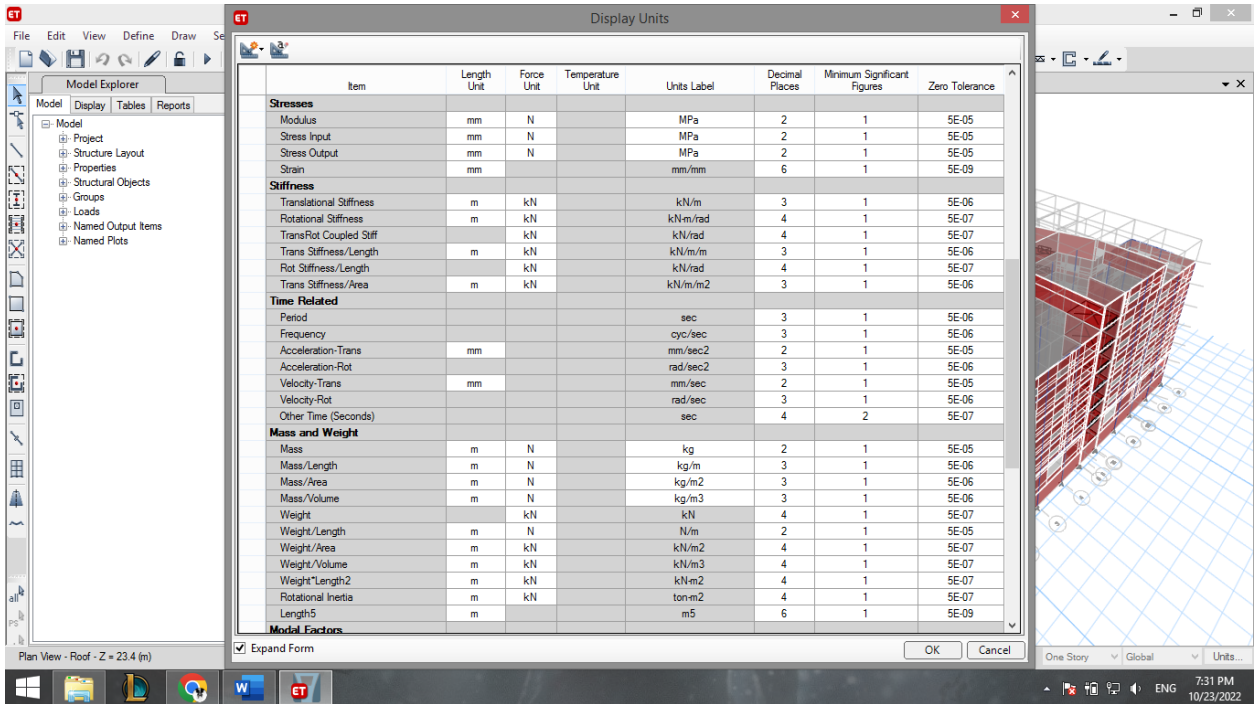 ET
ET Display Units
File Edit View Define Draw Se
Model Explorer
Model Display Tables Reports
Model
Project
Structure Layout
Properties
Structural Objects
Groups
Loads
Named Output Items
Named Plots
all
PS
Item Length Unit Force Unit Temperature Unit Units Label Decimal Places Minimum Significant Figures Zero Tolerance
Stresses
Modulus mm N MPa 2 1 5E-05
Stress Input mm N MPa 2 1 5E-05
Stress Output mm N MPa 2 1 5E-05
Strain mm mm/mm 6 1 5E-09
Stiffness
Translational Stiffness m kN kN/m 3 1 5E-06
Rotational Stiffness m kN kN-m/rad 4 1 5E-07
TransRot Coupled Stiff kN kN/rad 4 1 5E-07
Trans Stiffness/Length m kN kN/m/m 3 1 5E-06
Rot Stiffness/Length kN kN/rad 4 1 5E-07
Trans Stiffness/Area m kN kN/m/m2 3 1 5E-06
Time Related
Period sec 3 1 5E-06
Frequency cyc/sec 3 1 5E-06
Acceleration-Trans mm mm/sec2 2 1 5E-05
Acceleration-Rot rad/sec2 3 1 5E-06
Velocity-Trans mm mm/sec 2 1 5E-05
Velocity-Rot rad/sec 3 1 5E-06
Other Time (Seconds) sec 4 2 5E-07
Mass and Weight
Mass m N kg 2 1 5E-05
Mass/Length m N kg/m 3 1 5E-06
Mass/Area m N kg/m2 3 1 5E-06
Mass/Volume m N kg/m3 3 1 5E-06
Weight kN kN 4 1 5E-07
Weight/Length m N N/m 2 1 5E-05
Weight/Area m kN kN/m2 4 1 5E-07
Weight/Volume m kN kN/m3 4 1 5E-07
Weight*Length2 m kN kN-m2 4 1 5E-07
Rotational Inertia m kN ton-m2 4 1 5E-07
Length5 m m5 6 1 5E-09
Modal Factors
Expand Form OK Cancel
Plan View - Roof - Z = 23.4 (m) One Story Global Units...
W ET ENG 7:31 PM
10/23/2022